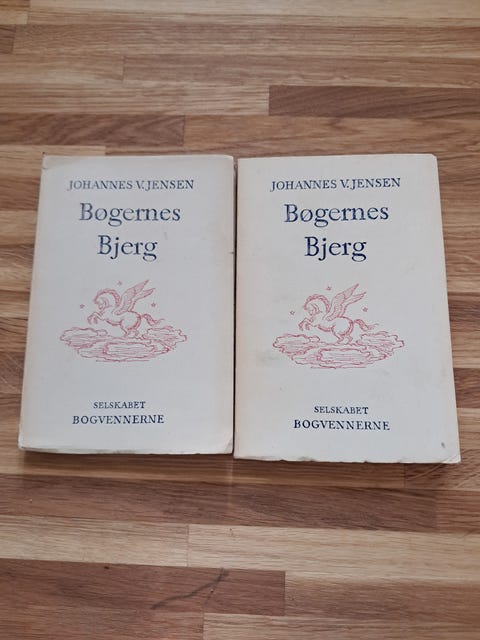 JOHANNES V. JENSEN
Bøgernes
Bjerg
SELSKABET
BOGVENNERNE
JOHANNES V. JENSEN
Bøgernes
Bjerg
SELSKABET
BOGVENNERNE